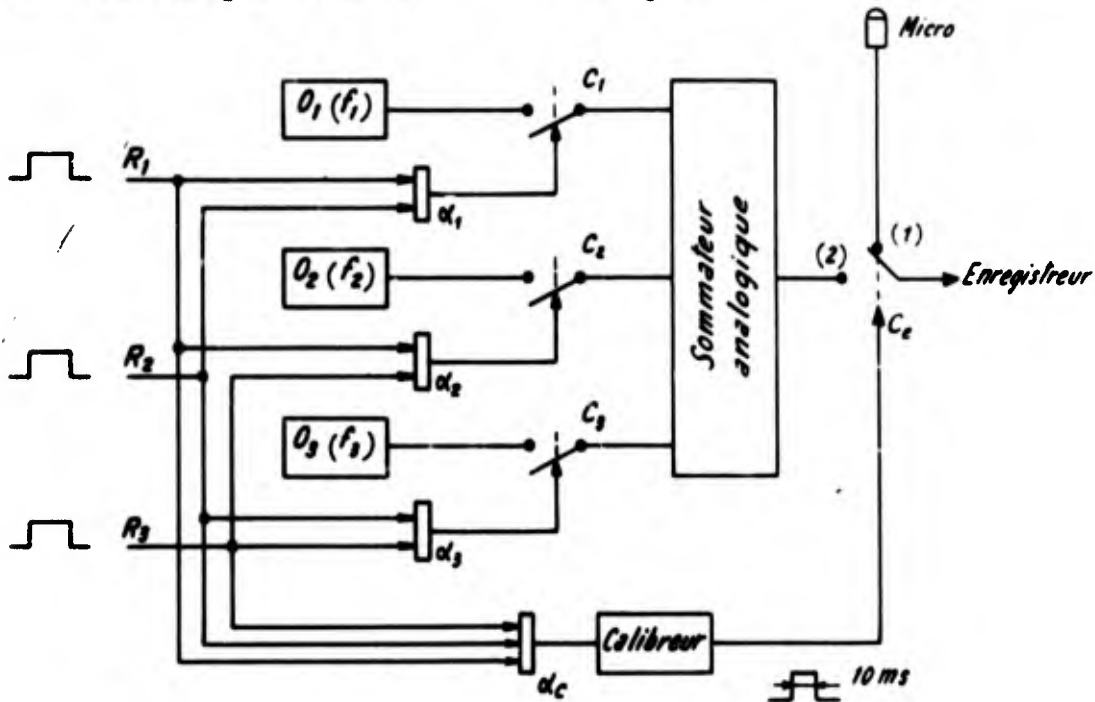 Micro
O₁ (f₁)
C₁
R₁
α₁
O₂ (f₂)
C₂
R₂
α₂
O₃ (f₃)
C₃
R₃
α₃
Sommateur
analogique
(2)
(1)
Enregistreur
Cₑ
αc
Calibreur
10 ms